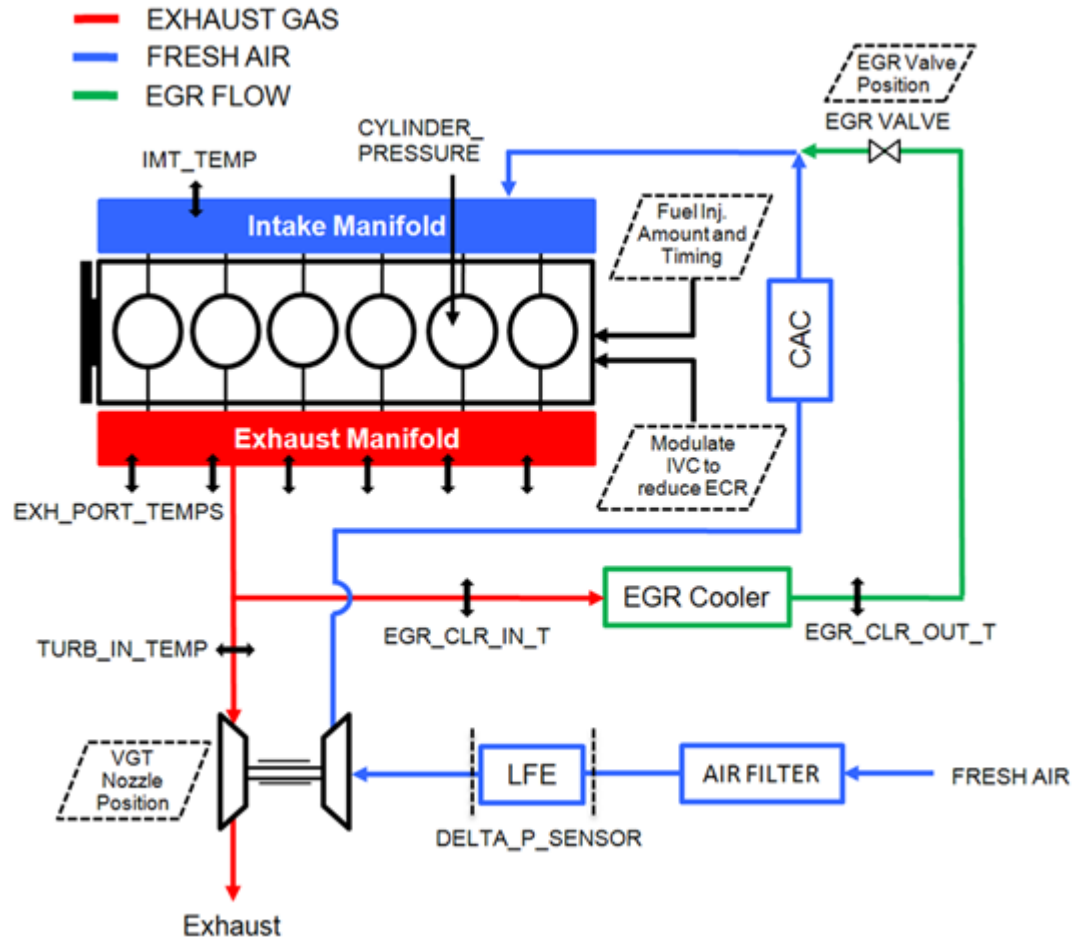 EXHAUST GAS
FRESH AIR
EGR FLOW
EGR Valve
Position
EGR VALVE
CYLINDER_
PRESSURE
IMT_TEMP
Intake Manifold
Fuel Inj.
Amount and
Timing
CAC
Exhaust Manifold
Modulate
IVC to
reduce ECR
EXH_PORT_TEMPS
EGR Cooler
EGR_CLR_IN_T
EGR_CLR_OUT_T
TURB_IN_TEMP
VGT
Nozzle
Position
LFE
AIR FILTER
FRESH AIR
DELTA_P_SENSOR
Exhaust